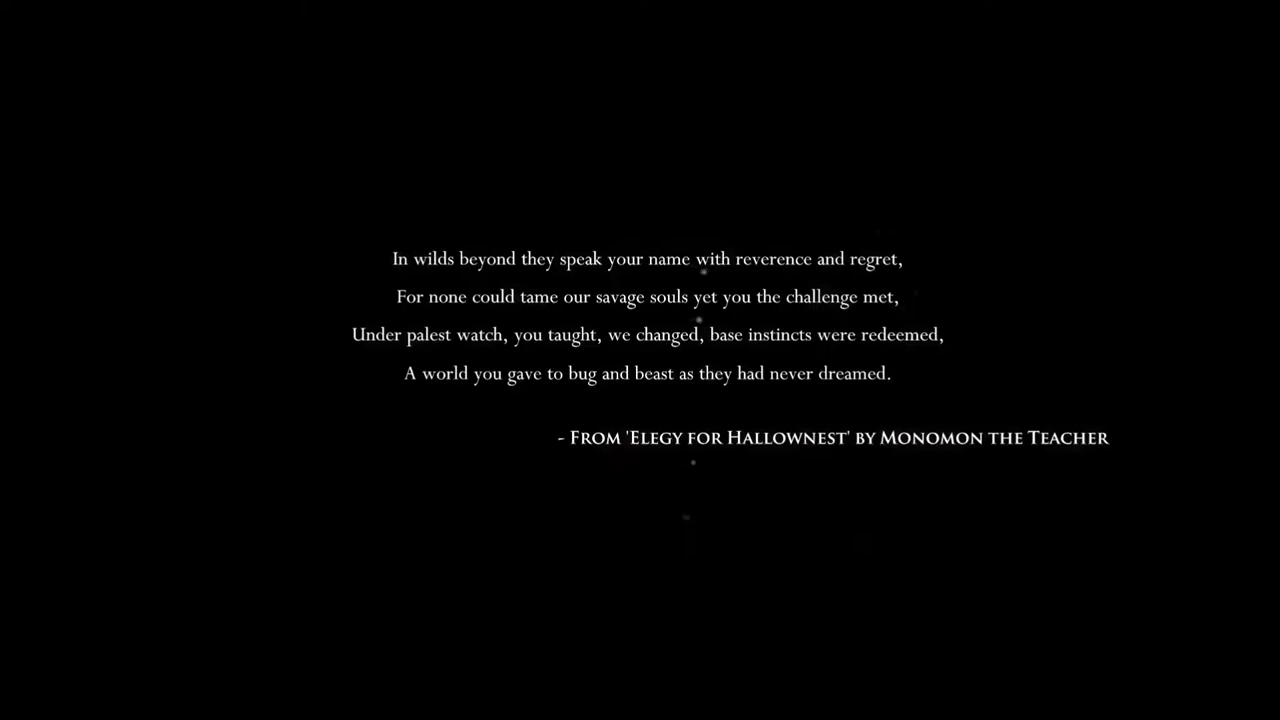 In wilds beyond they speak your name with reverence and regret,
For none could tame our savage souls yet you the challenge met,
Under palest watch, you taught, we changed, base instincts were redeemed,
A world you gave to bug and beast as they had never dreamed.
- From 'Elegy for Hallownest' by Monomon the Teacher